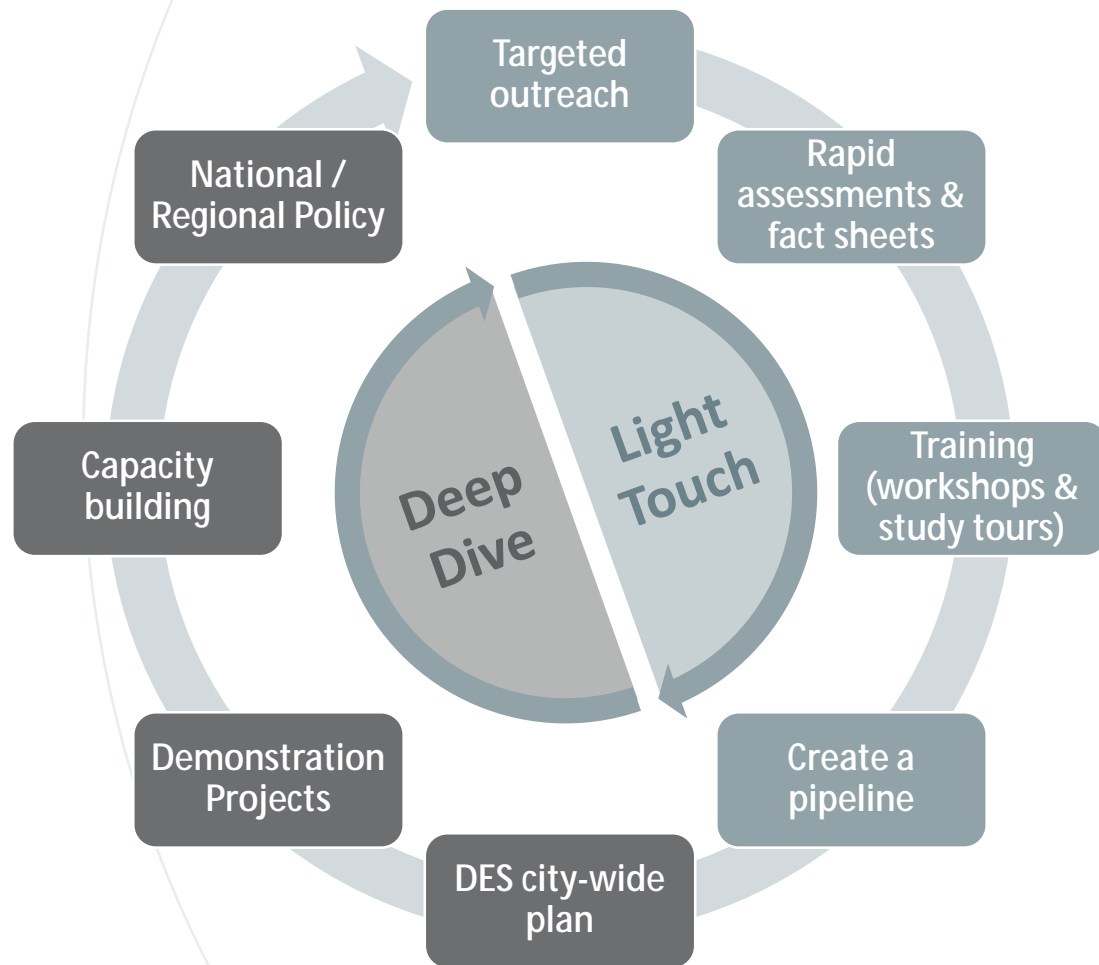 Targeted
outreach
Rapid
assessments &
fact sheets
Training
(workshops &
study tours)
Create a
pipeline
DES city-wide
plan
Demonstration
Projects
Capacity
building
National /
Regional Policy
Light
Touch
Deep
Dive